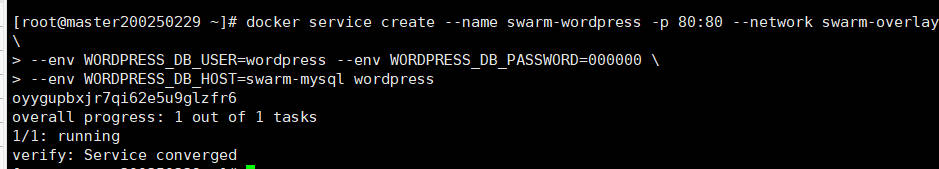 [root@master200250229 ~]# docker service create --name swarm-wordpress -p 80:80 --network swarm-overlay
\
> --env WORDPRESS_DB_USER=wordpress --env WORDPRESS_DB_PASSWORD=000000 \
> --env WORDPRESS_DB_HOST=swarm-mysql wordpress
oyygupbxjr7qi62e5u9glzfr6
overall progress: 1 out of 1 tasks
1/1: running
verify: Service converged